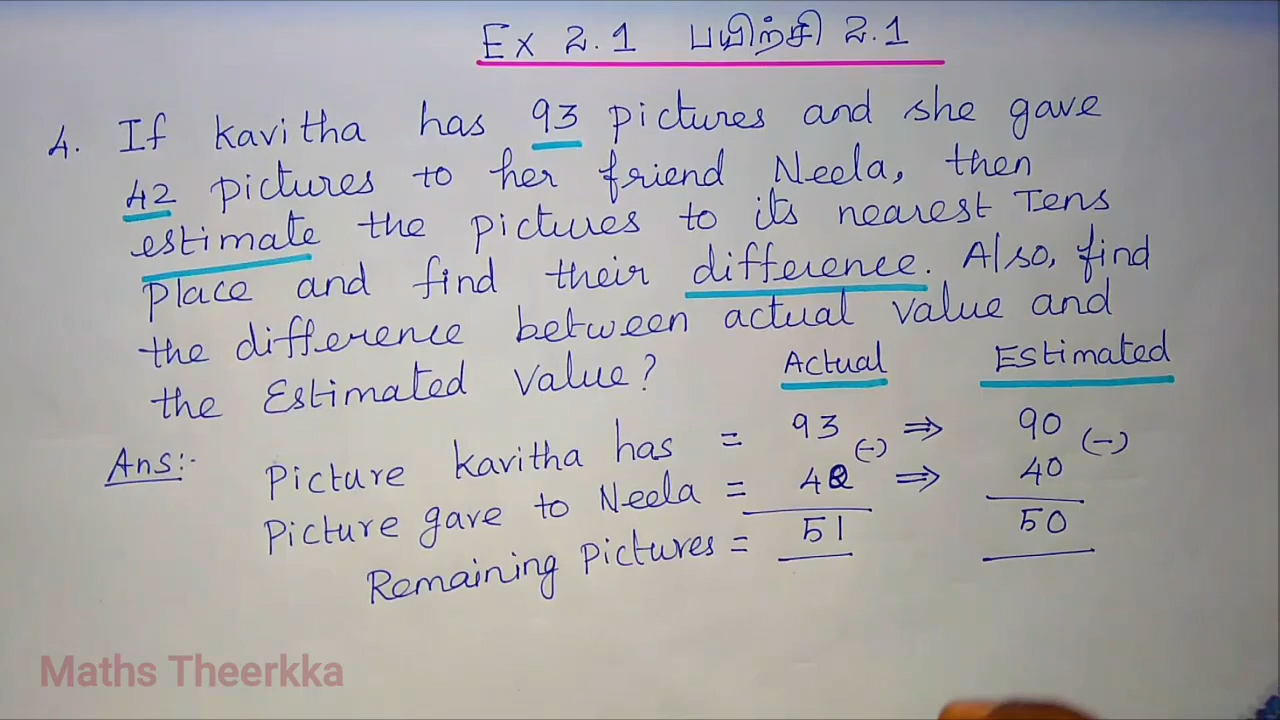 Ex 2.1 பயிற்சி 2.1
4. If Kavitha has 93 pictures and she gave
42 pictures to her friend Neela, then
estimate the pictures to its nearest Tens
place and find their difference. Also, find
the difference between actual value and
the Estimated value?
Actual Estimated
Ans:- Picture Kavitha has = 93 ⇒ 90
(-) (-)
Picture gave to Neela = 42 ⇒ 40
Remaining pictures = 51 50
Maths Theerkka